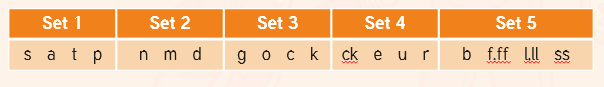 Set 1 Set 2 Set 3 Set 4 Set 5
s a t p n m d g o c k ck e u r b f.ff l.ll ss